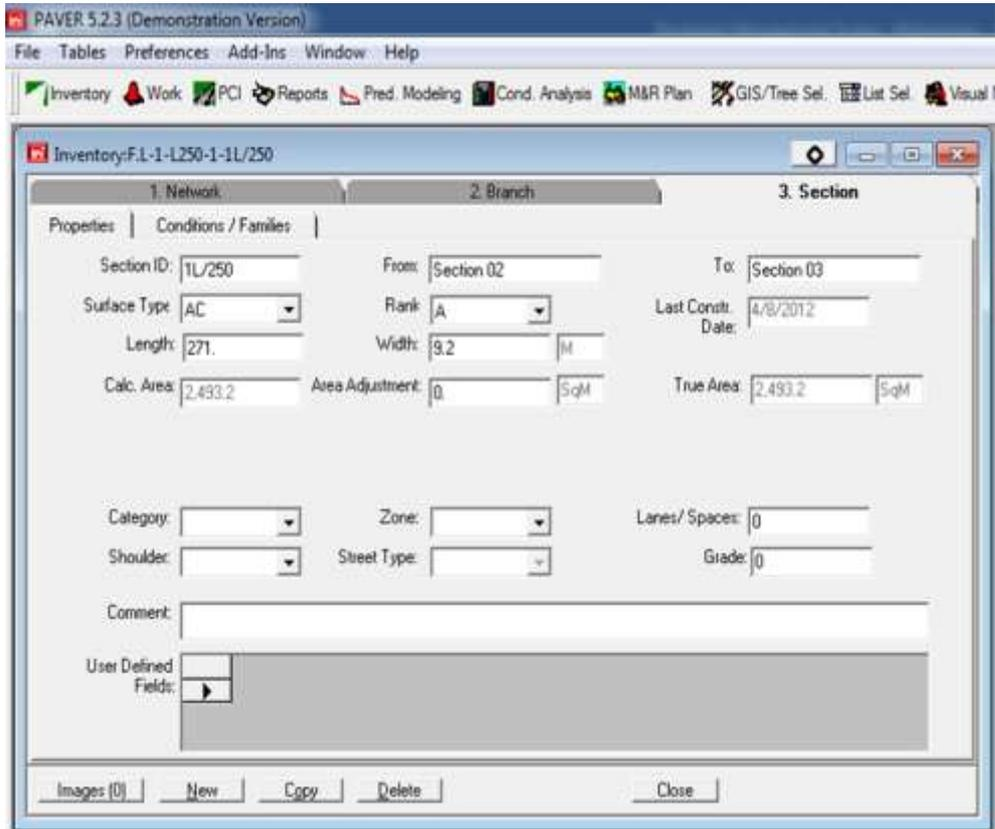 PAVER 5.2.3 (Demonstration Version)
File Tables Preferences Add-Ins Window Help
Inventory Work PCI Reports Pred. Modeling Cond. Analysis M&R Plan GIS/Tree Sel. List Sel. Visual
Inventory:F.L-1-L250-1-1L/250
1. Network 2. Branch 3. Section
Properties Conditions / Families
Section ID: 1L/250 From: Section 02 To: Section 03
Surface Type: AC Rank: A Last Constr. Date: 4/8/2012
Length: 271. Width: 9.2 M
Calc. Area: 2,493.2 Area Adjustment: 0. SqM True Area: 2,493.2 SqM
Category: Zone: Lanes/ Spaces: 0
Shoulder: Street Type: Grade: 0
Comment:
User Defined
Fields:
Images (0) New Copy Delete Close